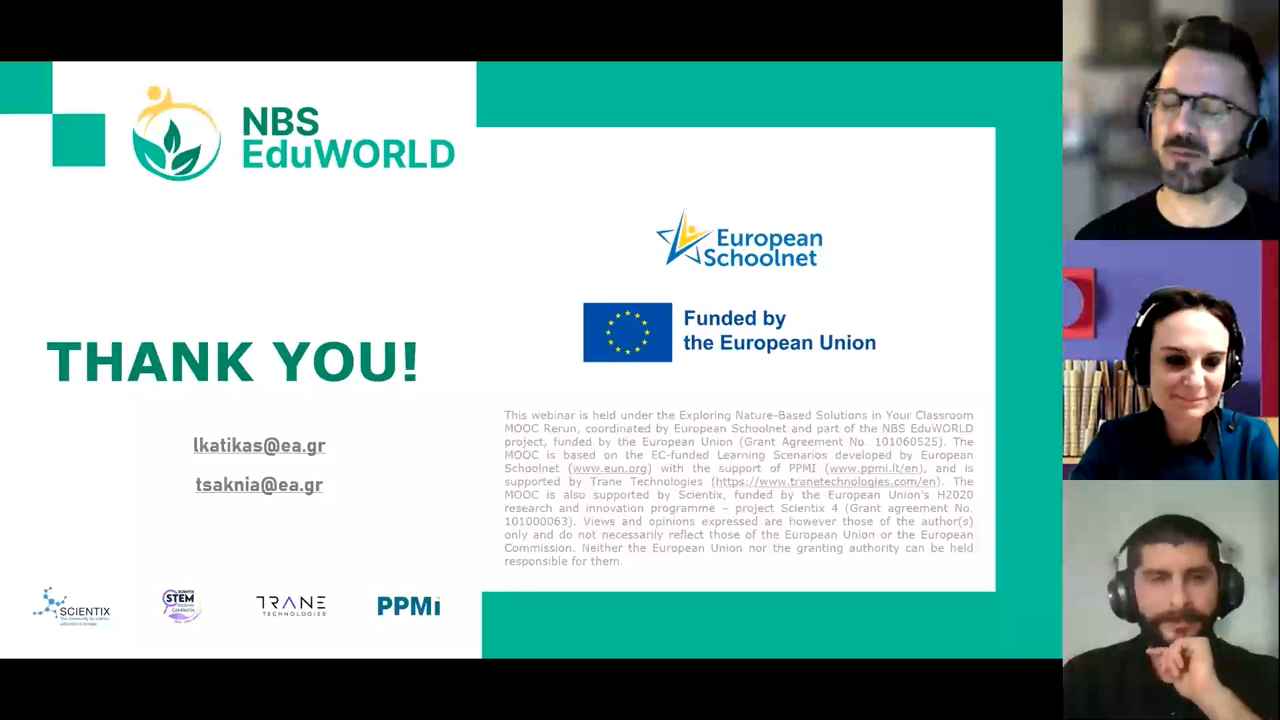 NBS
EduWORLD
European
Schoolnet
Funded by
the European Union
THANK YOU!
lkatikas@ea.gr
tsaknia@ea.gr
This webinar is held under the Exploring Nature-Based Solutions in Your Classroom
MOOC Rerun, coordinated by European Schoolnet and part of the NBS EduWORLD
project, funded by the European Union (Grant Agreement No. 101060525). The
MOOC is based on the EC-funded Learning Scenarios developed by European
Schoolnet (www.eun.org) with the support of PPMI (www.ppmi.lt/en), and is
supported by Trane Technologies (https://www.tranetechnologies.com/en). The
MOOC is also supported by Scientix, funded by the European Union's H2020
research and innovation programme – project Scientix 4 (Grant agreement No.
101000063). Views and opinions expressed are however those of the author(s)
only and do not necessarily reflect those of the European Union or the European
Commission. Neither the European Union nor the granting authority can be held
responsible for them.
SCIENTIX
SCIENTIX
STEM
TRANE
TECHNOLOGIES
PPMi